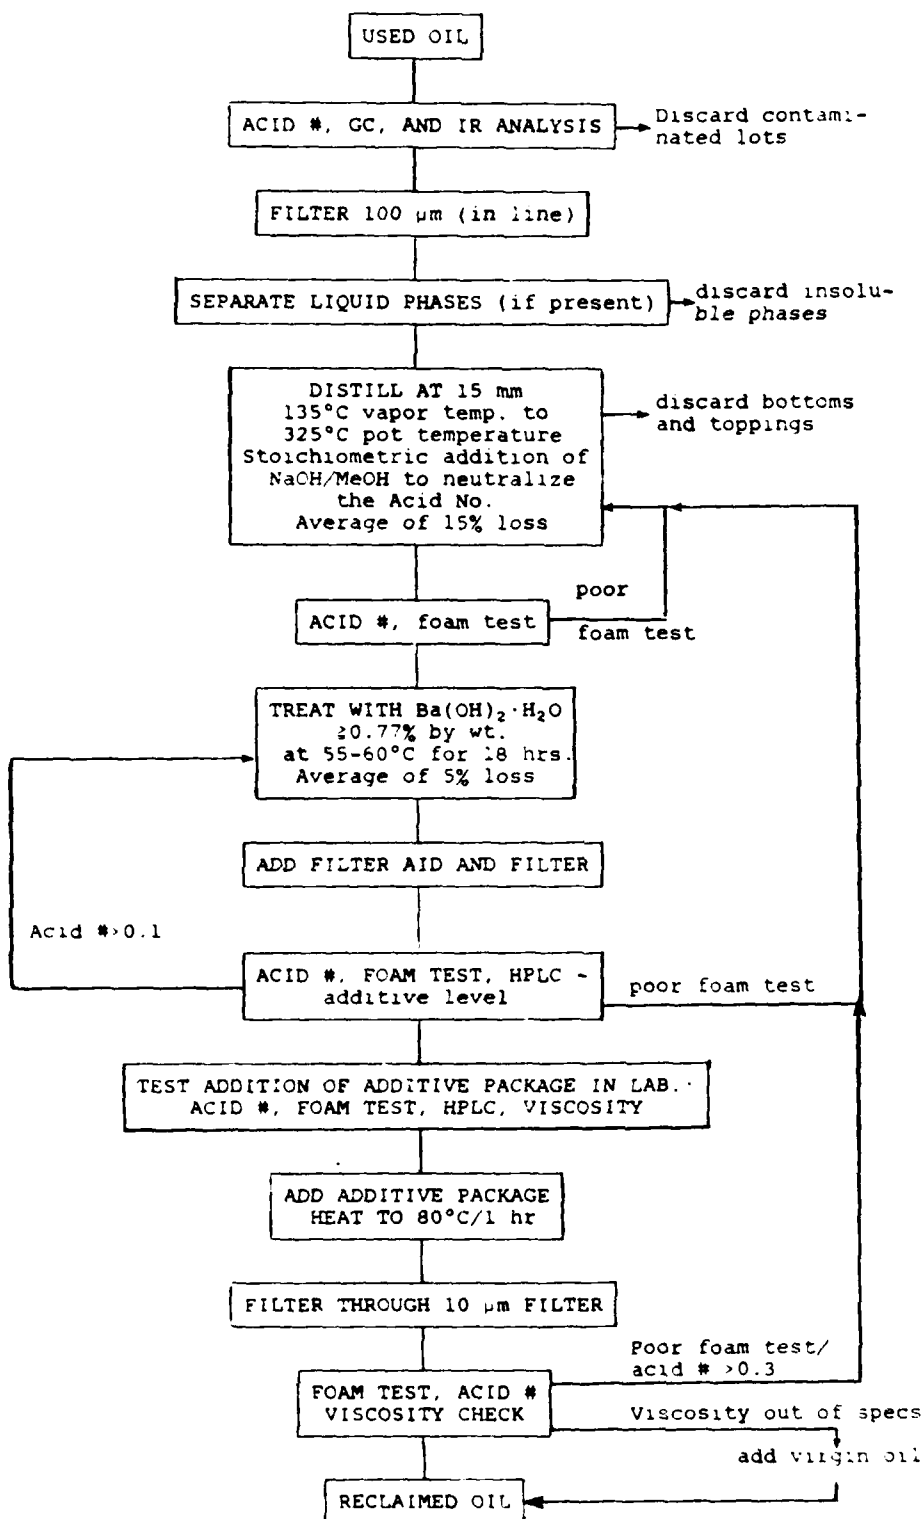 USED OIL
ACID #, GC, AND IR ANALYSIS
Discard contami-
nated lots
FILTER 100 µm (in line)
SEPARATE LIQUID PHASES (if present)
discard insolu-
ble phases
DISTILL AT 15 mm
135°C vapor temp. to
325°C pot temperature
Stoichiometric addition of
NaOH/MeOH to neutralize
the Acid No.
Average of 15% loss
discard bottoms
and toppings
ACID #, foam test
poor
foam test
TREAT WITH Ba(OH)₂·H₂O
≧0.77% by wt.
at 55-60°C for 18 hrs.
Average of 5% loss
ADD FILTER AID AND FILTER
Acid #>0.1
ACID #, FOAM TEST, HPLC -
additive level
poor foam test
TEST ADDITION OF ADDITIVE PACKAGE IN LAB.
ACID #, FOAM TEST, HPLC, VISCOSITY
ADD ADDITIVE PACKAGE
HEAT TO 80°C/1 hr
FILTER THROUGH 10 µm FILTER
Poor foam test/
acid # >0.3
FOAM TEST, ACID #
VISCOSITY CHECK
Viscosity out of specs
add virgin oil
RECLAIMED OIL